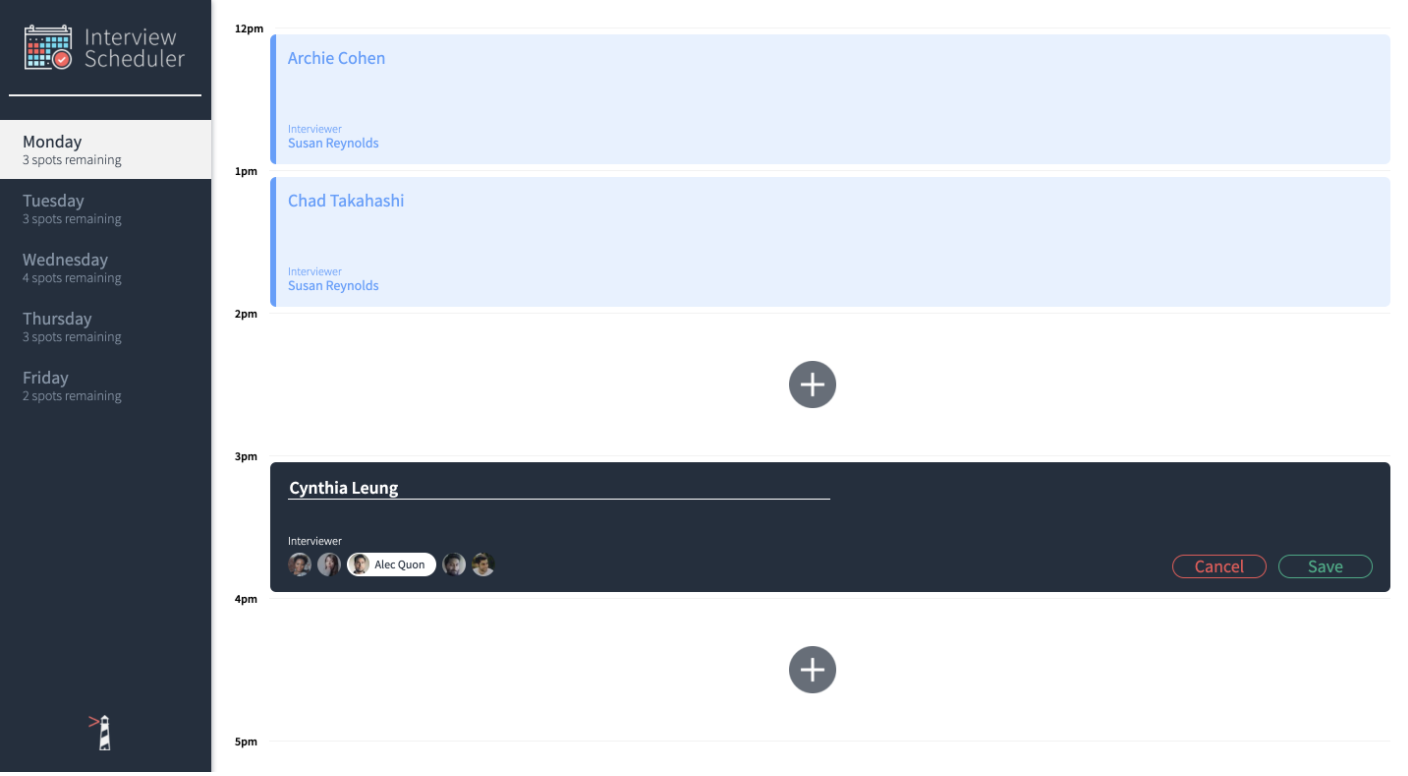 Interview
Scheduler
Monday
3 spots remaining
Tuesday
3 spots remaining
Wednesday
4 spots remaining
Thursday
3 spots remaining
Friday
2 spots remaining
12pm
Archie Cohen
Interviewer
Susan Reynolds
1pm
Chad Takahashi
Interviewer
Susan Reynolds
2pm
3pm
Cynthia Leung
Interviewer
Alec Quon
Cancel
Save
4pm
5pm